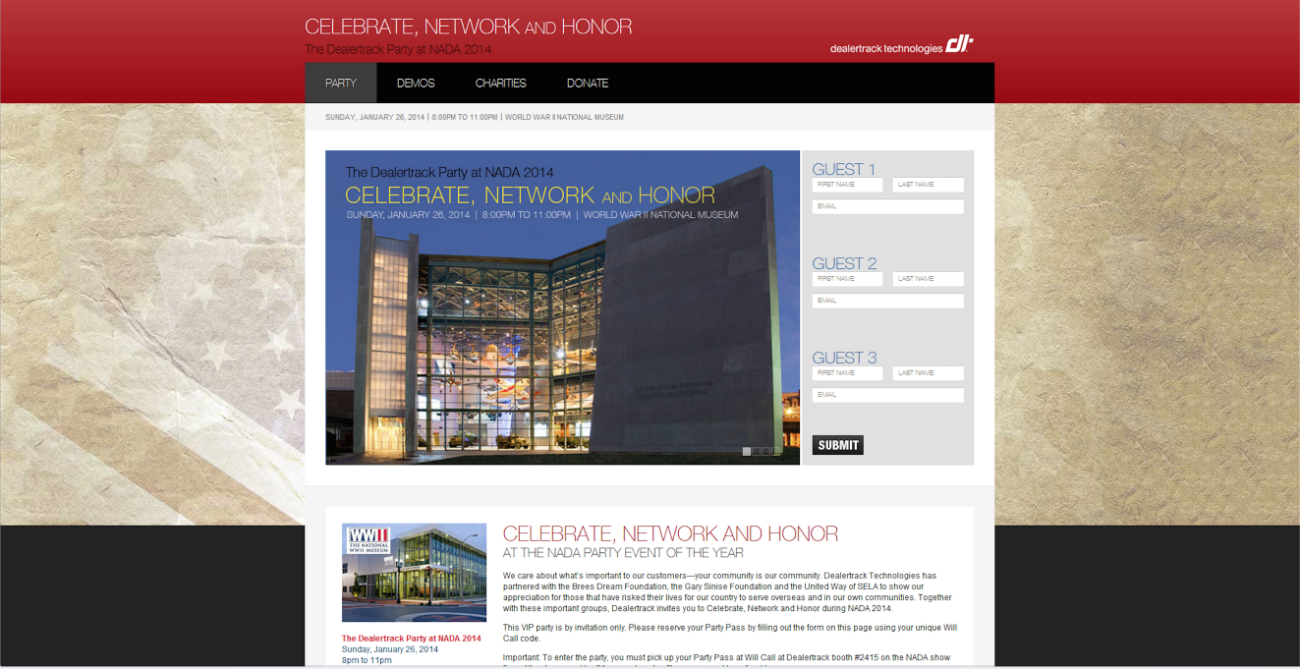 CELEBRATE, NETWORK AND HONOR
The Dealertrack Party at NADA 2014
dealertrack technologies dt
PARTY DEMOS CHARITIES DONATE
SUNDAY, JANUARY 26, 2014 | 8:00PM TO 11:00PM | WORLD WAR II NATIONAL MUSEUM
The Dealertrack Party at NADA 2014
CELEBRATE, NETWORK AND HONOR
SUNDAY, JANUARY 26, 2014 | 8:00PM TO 11:00PM | WORLD WAR II NATIONAL MUSEUM
GUEST 1
FIRST NAME LAST NAME
EMAIL
GUEST 2
FIRST NAME LAST NAME
EMAIL
GUEST 3
FIRST NAME LAST NAME
EMAIL
SUBMIT
WWII
THE NATIONAL
WWII MUSEUM
The Dealertrack Party at NADA 2014
Sunday, January 26, 2014
8pm to 11pm
CELEBRATE, NETWORK AND HONOR
AT THE NADA PARTY EVENT OF THE YEAR
We care about what's important to our customers—your community is our community. Dealertrack Technologies has
partnered with the Brees Dream Foundation, the Gary Sinise Foundation and the United Way of SELA to show our
appreciation for those that have risked their lives for our country to serve overseas and in our own communities. Together
with these important groups, Dealertrack invites you to Celebrate, Network and Honor during NADA 2014.
This VIP party is by invitation only. Please reserve your Party Pass by filling out the form on this page using your unique Will
Call code.
Important: To enter the party, you must pick up your Party Pass at Will Call at Dealertrack booth #2415 on the NADA show